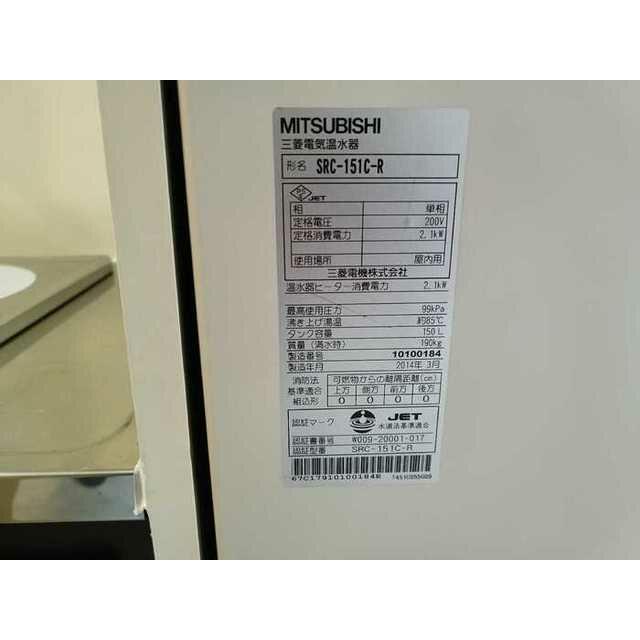 MITSUBISHI
三菱電気温水器
形名 SRC-151C-R
JET
相 単相
定格電圧 200V
定格消費電力 2.1kW
使用場所 屋内用
三菱電機株式会社
温水器ヒーター消費電力 2.1kW
最高使用圧力 99kPa
沸き上げ湯温 約85℃
タンク容量 150L
質量(満水時) 190kg
製造番号 10100184
製造年月 2014年 3月
消防法 可燃物からの離隔距離(cm)
基準適合 上方 側方 前方 後方
組込形 0 0 0 0
認証マーク JET
水道法基準適合
認証書番号 W009-20001-017
認証型番 SRC-151C-R
67C17910100184R